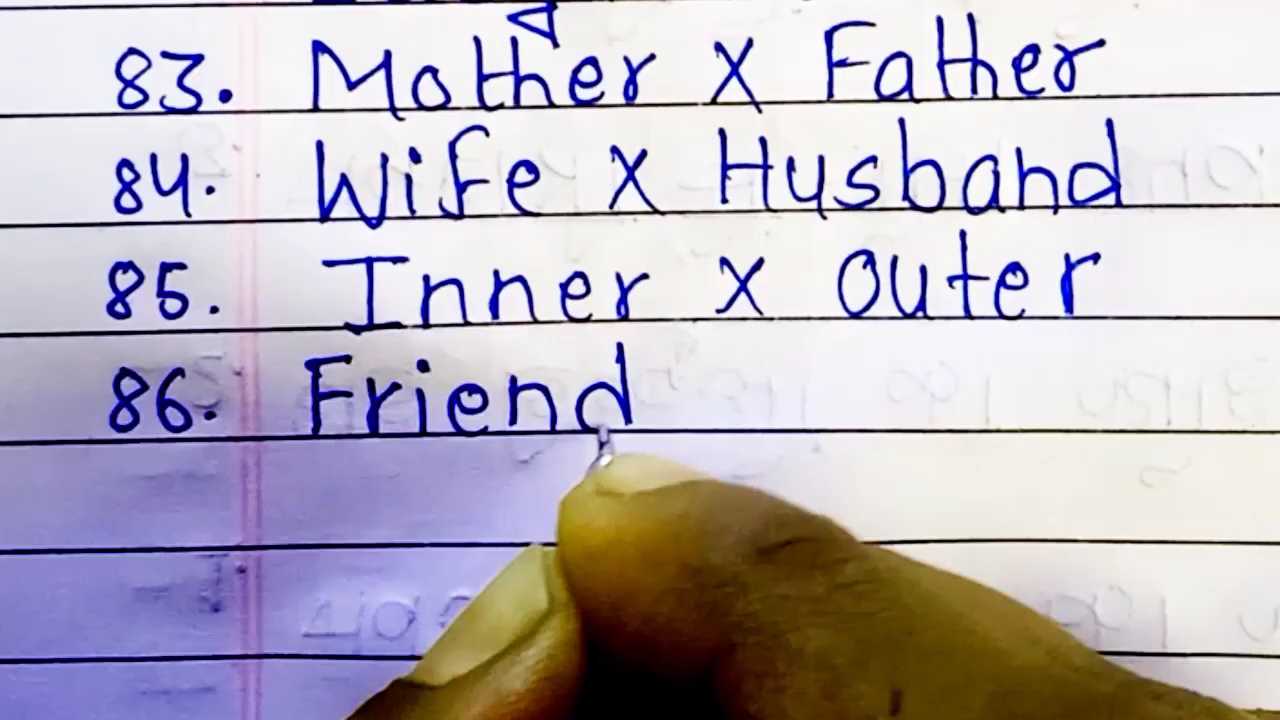 83. Mother X Father
84. Wife X Husband
85. Inner X Outer
86. Friend